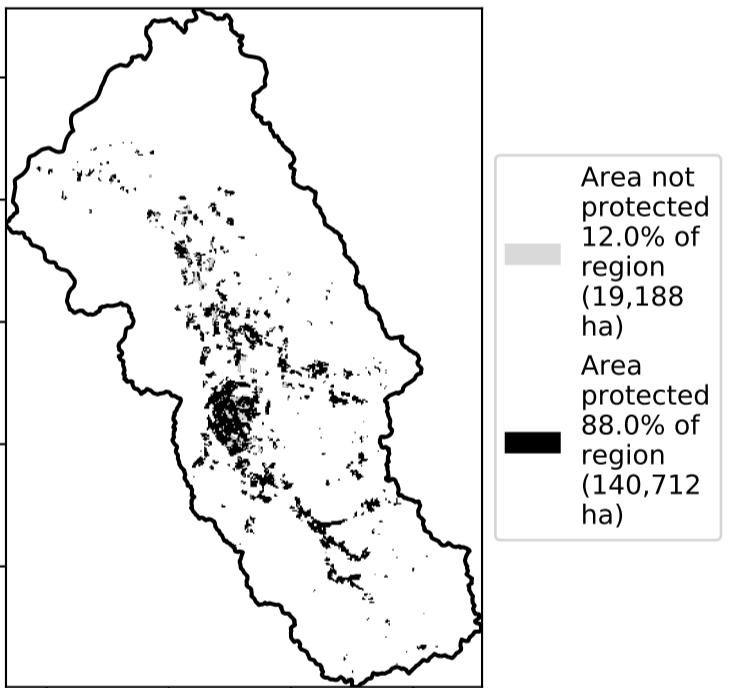 Area not
protected
12.0% of
region
(19,188
ha)
Area
protected
88.0% of
region
(140,712
ha)